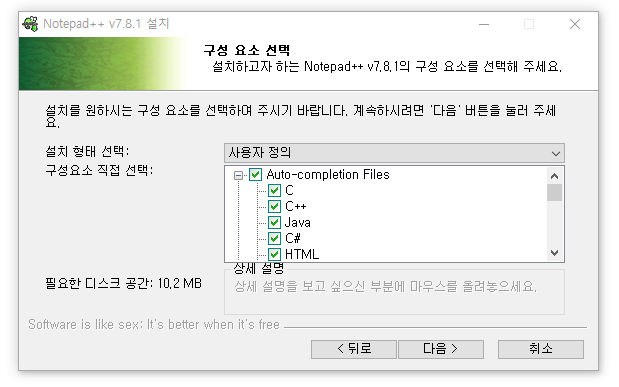 Notepad++ v7.8.1 설치
구성 요소 선택
설치하고자 하는 Notepad++ v7.8.1의 구성 요소를 선택해 주세요.
설치를 원하시는 구성 요소를 선택하여 주시기 바랍니다. 계속하시려면 '다음' 버튼을 눌러 주세
요.
설치 형태 선택:
사용자 정의
구성요소 직접 선택:
Auto-completion Files
C
C++
Java
C#
HTML
필요한 디스크 공간: 10.2 MB
상세 설명
상세 설명을 보고 싶으신 부분에 마우스를 올려놓으세요.
Software is like sex: It's better when it's free
< 뒤로
다음 >
취소